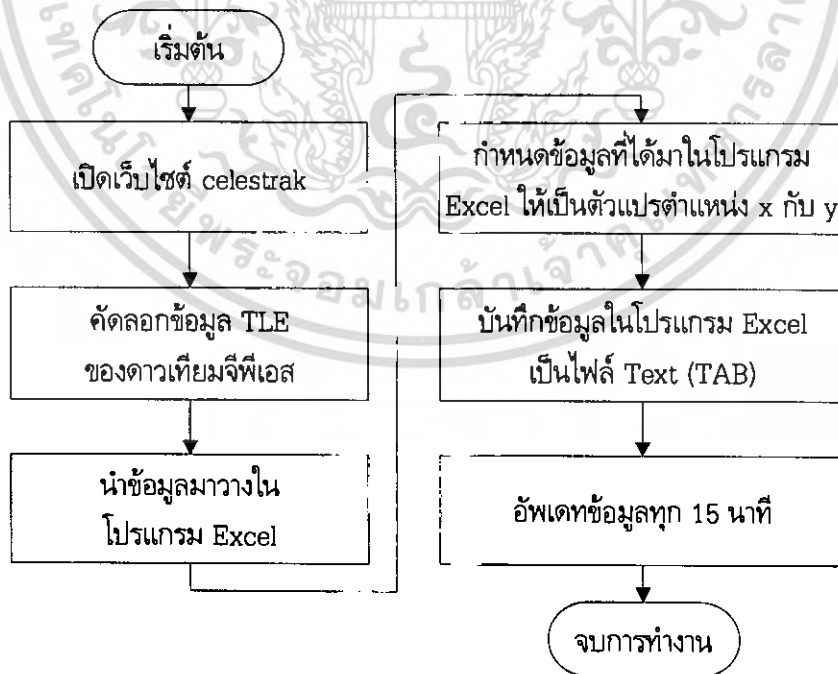 เริ่มต้น
เปิดเว็บไซต์ celestrak
คัดลอกข้อมูล TLE
ของดาวเทียมจีพีเอส
นำข้อมูลมาวางใน
โปรแกรม Excel
กำหนดข้อมูลที่ได้มาในโปรแกรม
Excel ให้เป็นตัวแปรตำแหน่ง x กับ y
บันทึกข้อมูลในโปรแกรม Excel
เป็นไฟล์ Text (TAB)
อัพเดทข้อมูลทุก 15 นาที
จบการทำงาน